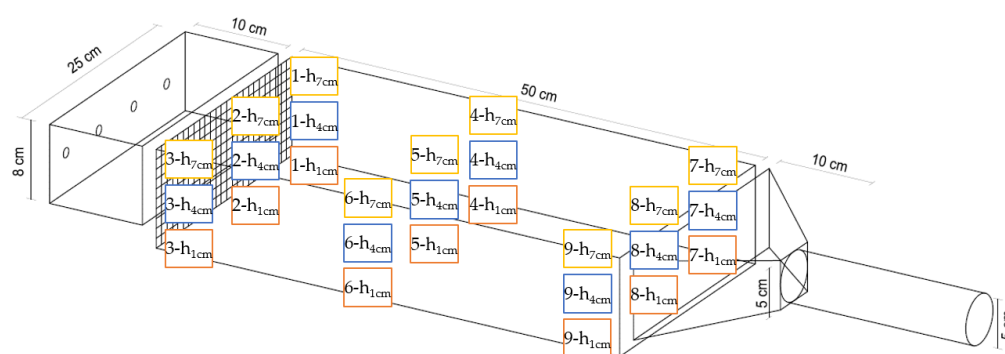 10 cm
25 cm
8 cm
50 cm
10 cm
1-h7cm
1-h4cm
1-h1cm
2-h7cm
2-h4cm
2-h1cm
3-h7cm
3-h4cm
3-h1cm
4-h7cm
4-h4cm
4-h1cm
5-h7cm
5-h4cm
5-h1cm
6-h7cm
6-h4cm
6-h1cm
7-h7cm
7-h4cm
7-h1cm
8-h7cm
8-h4cm
8-h1cm
9-h7cm
9-h4cm
9-h1cm
5 cm
5 cm